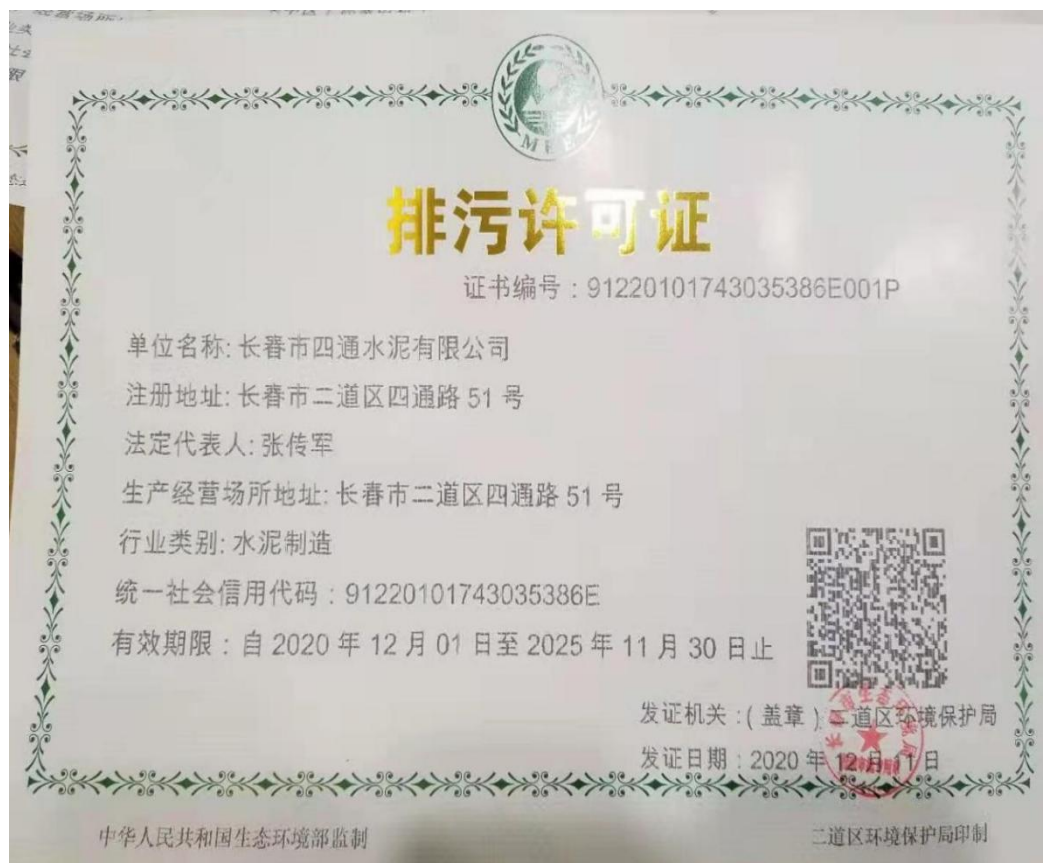 MEE
排污许可证
证书编号：91220101743035386E001P
单位名称: 长春市四通水泥有限公司
注册地址: 长春市二道区四通路 51 号
法定代表人: 张传军
生产经营场所地址: 长春市二道区四通路 51 号
行业类别: 水泥制造
统一社会信用代码：91220101743035386E
有效期限：自 2020 年 12 月 01 日至 2025 年 11 月 30 日止
发证机关：(盖章) 二道区环境保护局
发证日期：2020 年 12 月 1 日
中华人民共和国生态环境部监制
二道区环境保护局印制